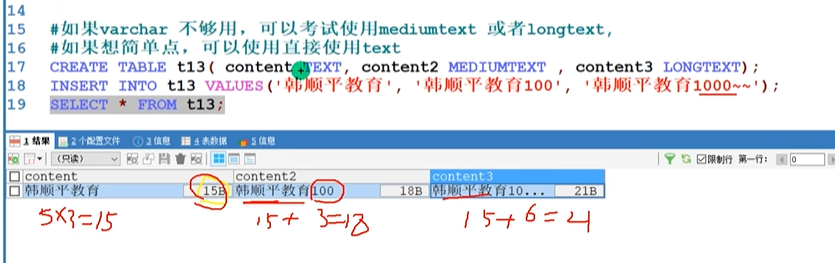 14
15 #如果varchar 不够用，可以考试使用mediumtext 或者longtext,
16 #如果想简单点，可以使用直接使用text
17 CREATE TABLE t13( content TEXT, content2 MEDIUMTEXT , content3 LONGTEXT);
18 INSERT INTO t13 VALUES('韩顺平教育', '韩顺平教育100', '韩顺平教育1000~~');
19 SELECT * FROM t13;
1 结果 2 个配置文件 3 信息 4 表数据 5 信息
(只读) 限制行 第一行: 0
content content2 content3
韩顺平教育 15B 韩顺平教育100 18B 韩顺平教育10... 21B
5×3=15 15+ 3=18 15+6=21